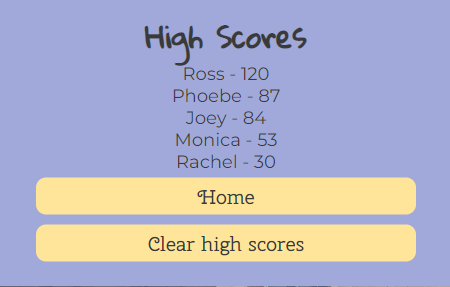 High Scores
Ross - 120
Phoebe - 87
Joey - 84
Monica - 53
Rachel - 30
Home
Clear high scores